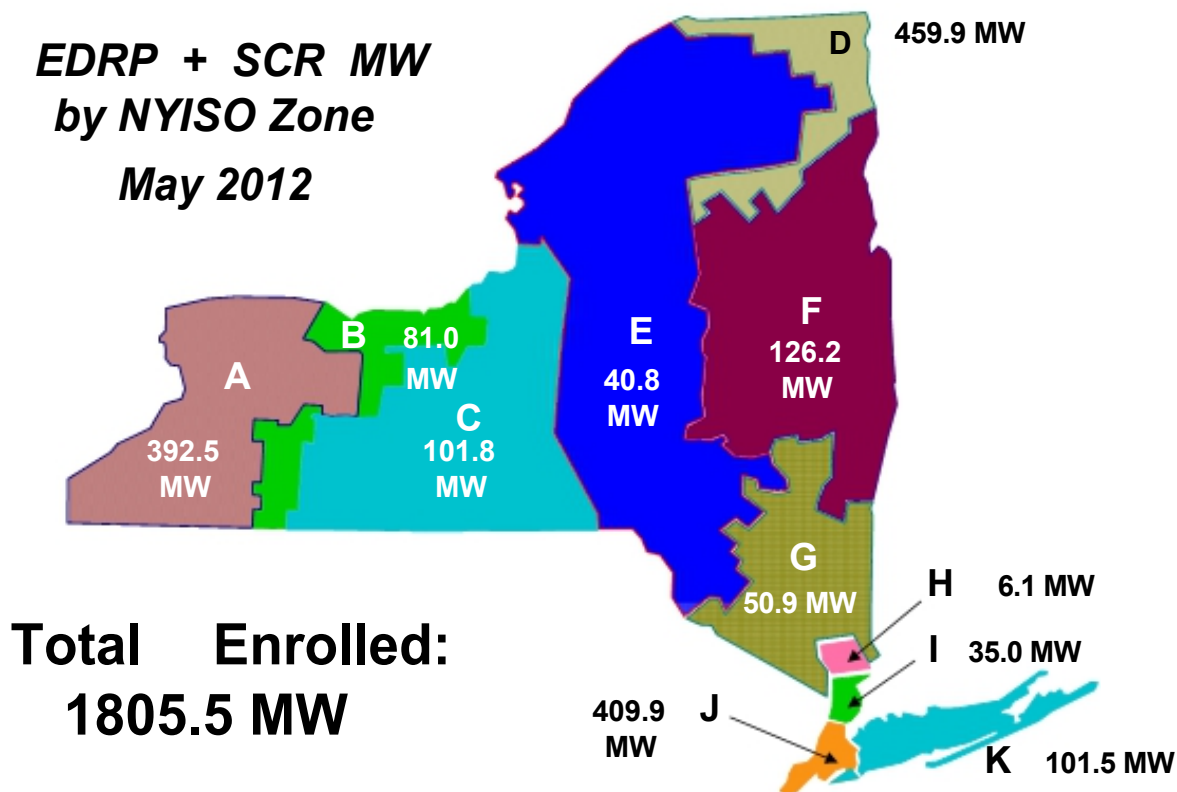 EDRP + SCR MW
by NYISO Zone
May 2012
D 459.9 MW
B 81.0
MW
A
392.5
MW
C
101.8
MW
E
40.8
MW
F
126.2
MW
G
50.9 MW
H 6.1 MW
I 35.0 MW
409.9 J
MW
K 101.5 MW
Total Enrolled:
1805.5 MW